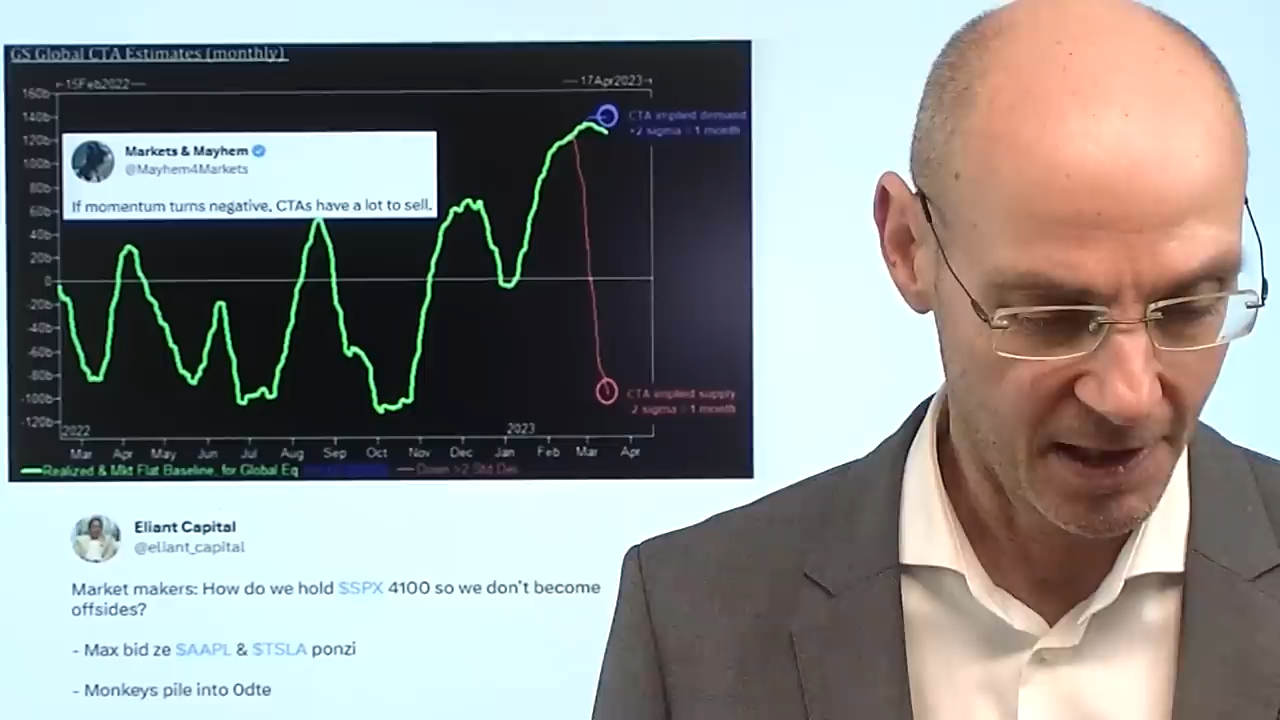 GS Global CTA Estimates (monthly)
15Feb2022
17Apr2023
160b
140b
120b
100b
80b
60b
40b
20b
0
-20b
-40b
-60b
-80b
-100b
-120b
CTA implied demand
+2 sigma 1 month
Markets & Mayhem
@Mayhem4Markets
If momentum turns negative, CTAs have a lot to sell.
CTA implied supply
2 sigma 1 month
2022
2023
Mar Apr May Jun Jul Aug Sep Oct Nov Dec Jan Feb Mar Apr
Realized & Mkt Flat Baseline, for Global Eq
Down >2 Std Dev
Eliant Capital
@eliant_capital
Market makers: How do we hold $SPX 4100 so we don't become
offsides?
- Max bid ze $AAPL & $TSLA ponzi
- Monkeys pile into 0dte